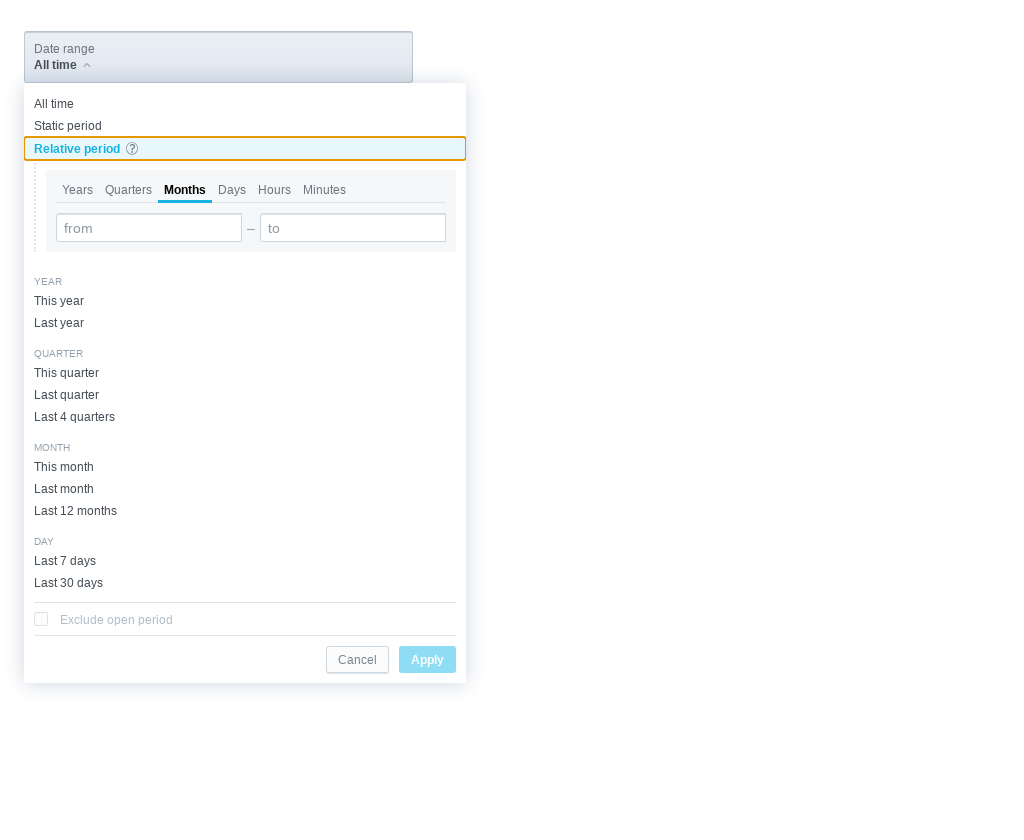 Date range
All time
All time
Static period
Relative period ?
Years Quarters Months Days Hours Minutes
from – to
YEAR
This year
Last year
QUARTER
This quarter
Last quarter
Last 4 quarters
MONTH
This month
Last month
Last 12 months
DAY
Last 7 days
Last 30 days
Exclude open period
Cancel Apply